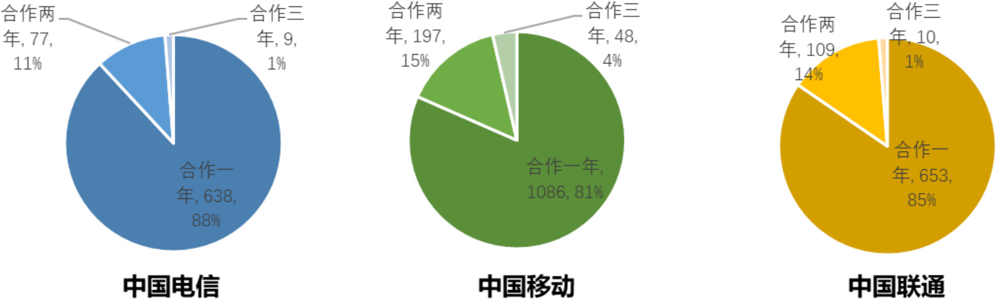 合作两
年, 77,
11%
合作三
年, 9,
1%
合作一
年, 638,
88%
中国电信
合作两
年, 197,
15%
合作三
年, 48,
4%
合作一年,
1086, 81%
中国移动
合作两
年, 109,
14%
合作三
年, 10,
1%
合作一
年, 653,
85%
中国联通